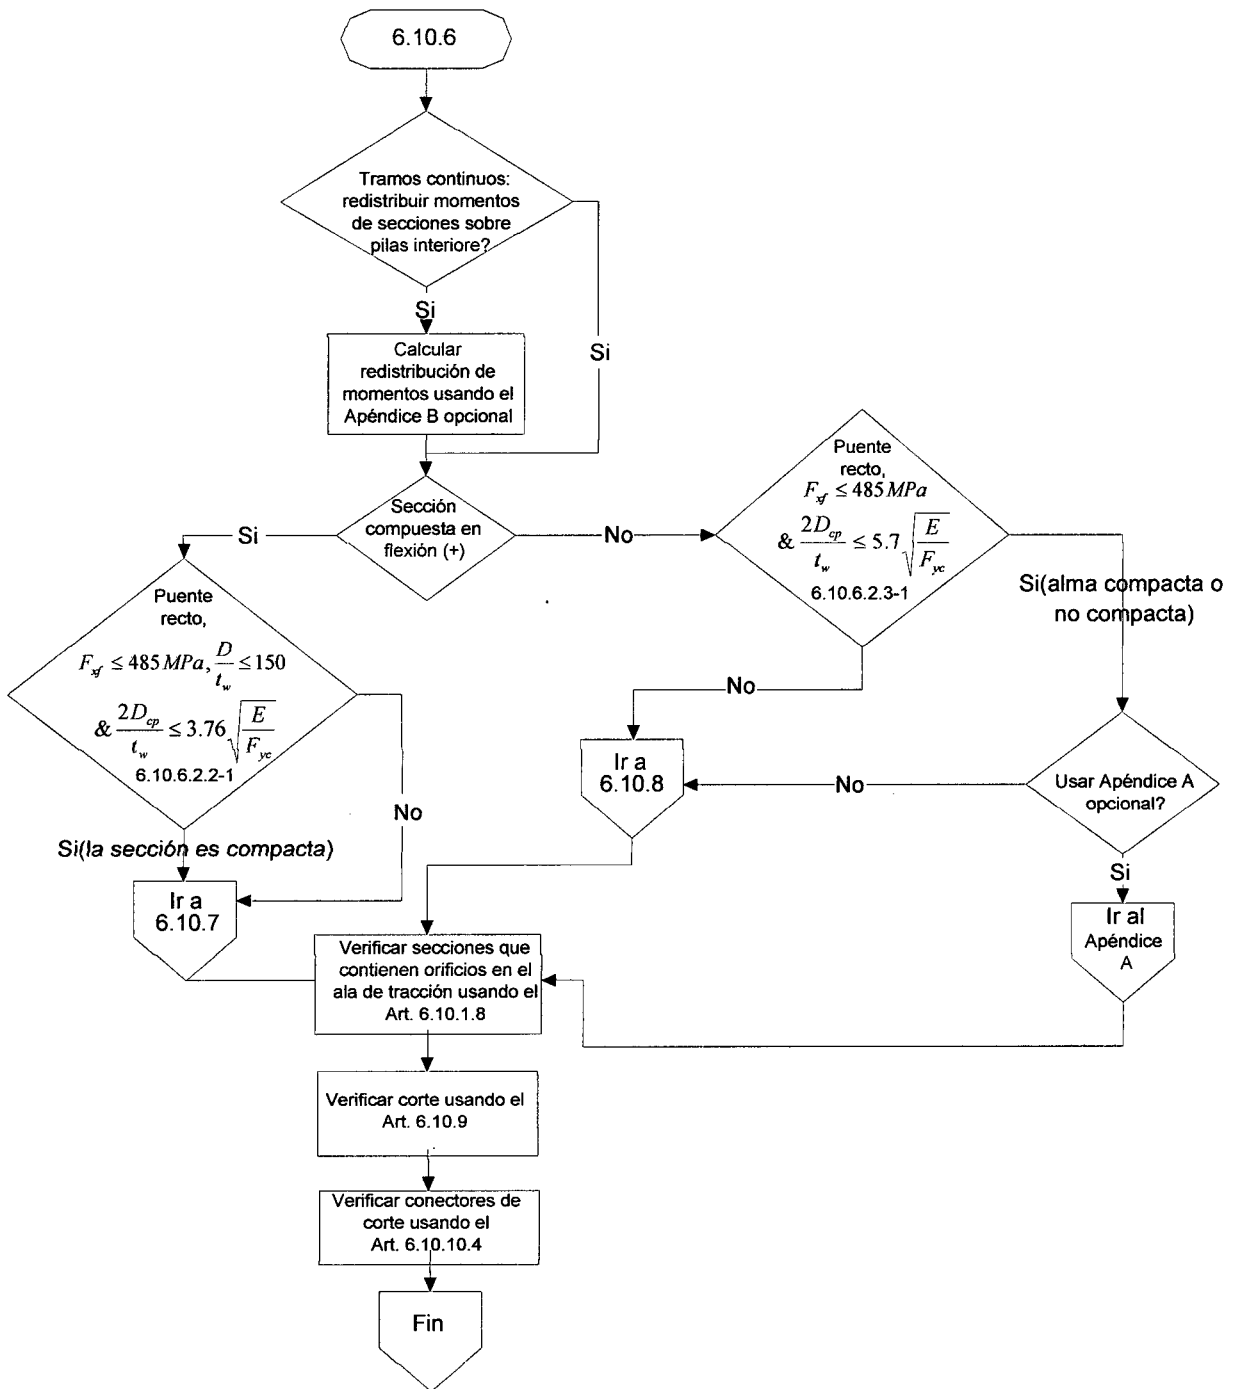 6.10.6
Tramos continuos:
redistribuir momentos
de secciones sobre
pilas interiore?
Si
Si
Calcular
redistribución de
momentos usando el
Apéndice B opcional
Sección
compuesta en
flexión (+)
Si
No
Puente
recto,
F_yf ≤ 485 MPa
& 2D_cp / t_w ≤ 5.7 √(E / F_yc)
6.10.6.2.3-1
Si(alma compacta o
no compacta)
Puente
recto,
F_yf ≤ 485 MPa, D / t_w ≤ 150
& 2D_cp / t_w ≤ 3.76 √(E / F_yc)
6.10.6.2.2-1
No
No
Ir a
6.10.8
No
Usar Apéndice A
opcional?
Si(la sección es compacta)
Ir a
6.10.7
Si
Ir al
Apéndice
A
Verificar secciones que
contienen orificios en el
ala de tracción usando el
Art. 6.10.1.8
Verificar corte usando el
Art. 6.10.9
Verificar conectores de
corte usando el
Art. 6.10.10.4
Fin